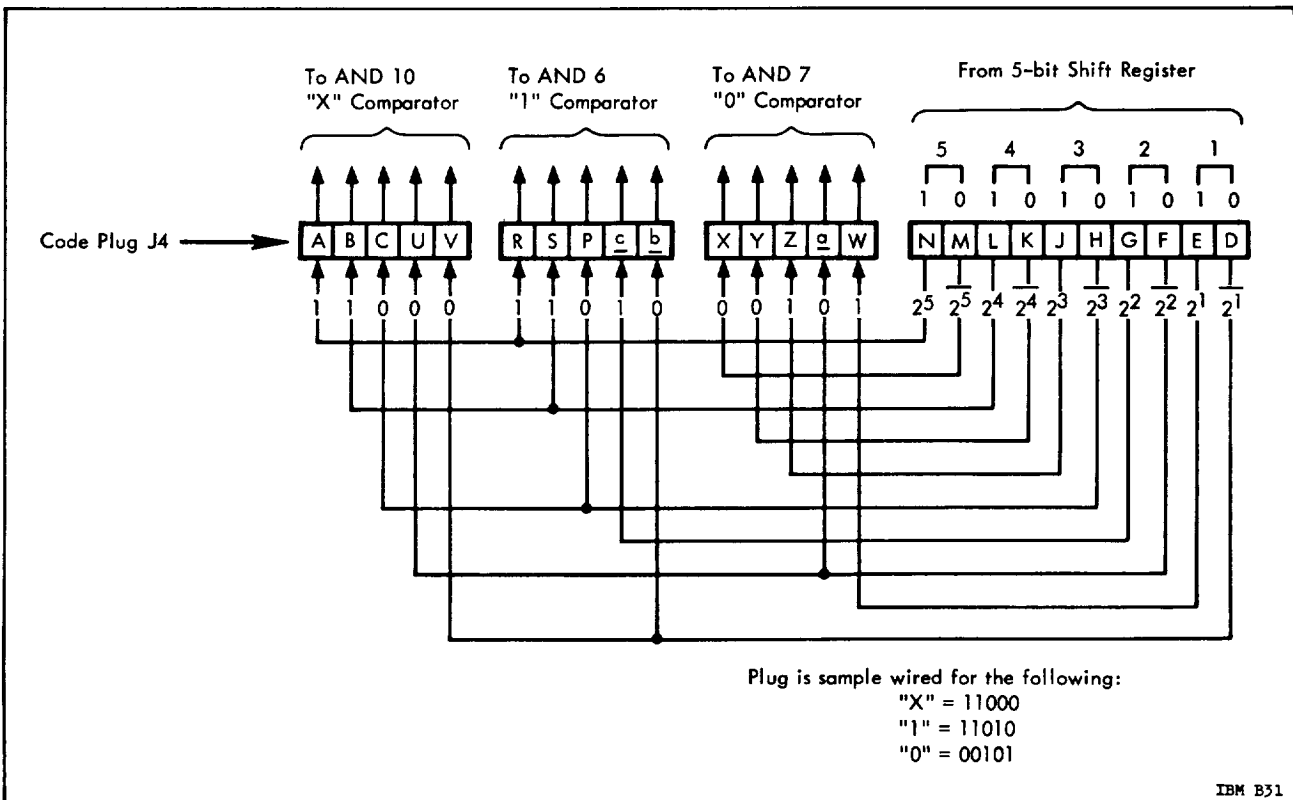 To AND 10
"X" Comparator
To AND 6
"1" Comparator
To AND 7
"0" Comparator
From 5-bit Shift Register
5 4 3 2 1
1 0 1 0 1 0 1 0 1 0
Code Plug J4
A B C U V R S P c b X Y Z a W N M L K J H G F E D
1 1 0 0 0 1 1 0 1 0 0 0 1 0 1 2⁵ 2̅⁵̅ 2⁴ 2̅⁴̅ 2³ 2̅³̅ 2² 2̅²̅ 2¹ 2̅¹̅
Plug is sample wired for the following:
"X" = 11000
"1" = 11010
"0" = 00101
IBM B31